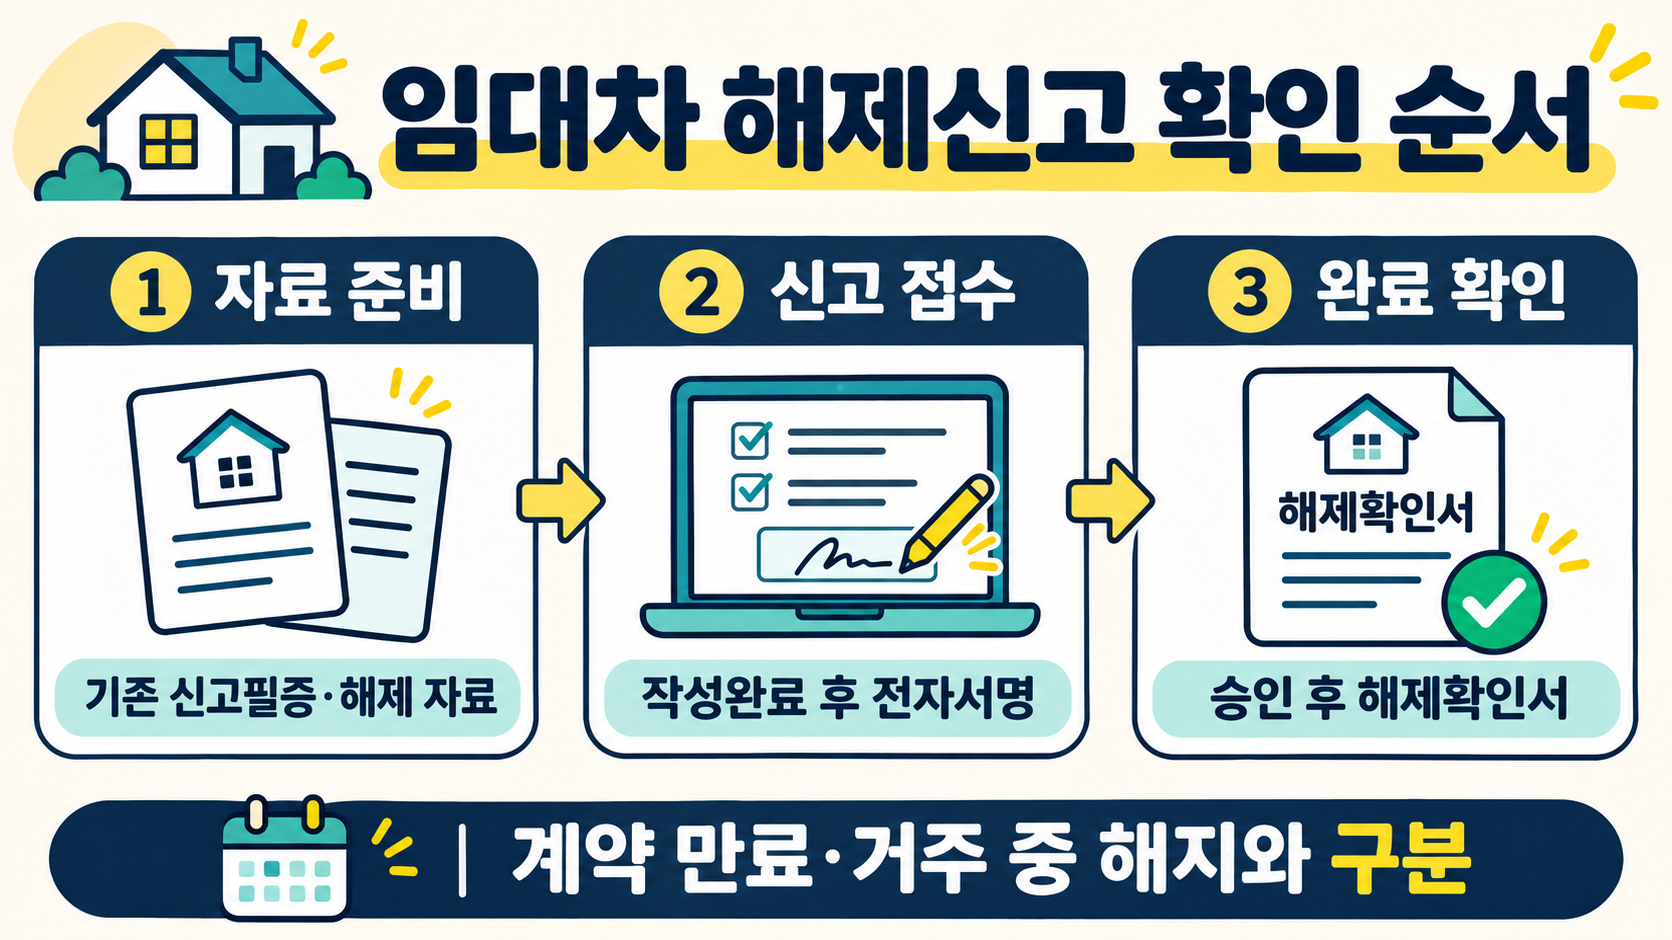 임대차 해제신고 확인 순서
1 자료 준비
기존 신고필증·해제 자료
2 신고 접수
작성완료 후 전자서명
3 완료 확인
해제확인서
승인 후 해제확인서
계약 만료·거주 중 해지와 구분